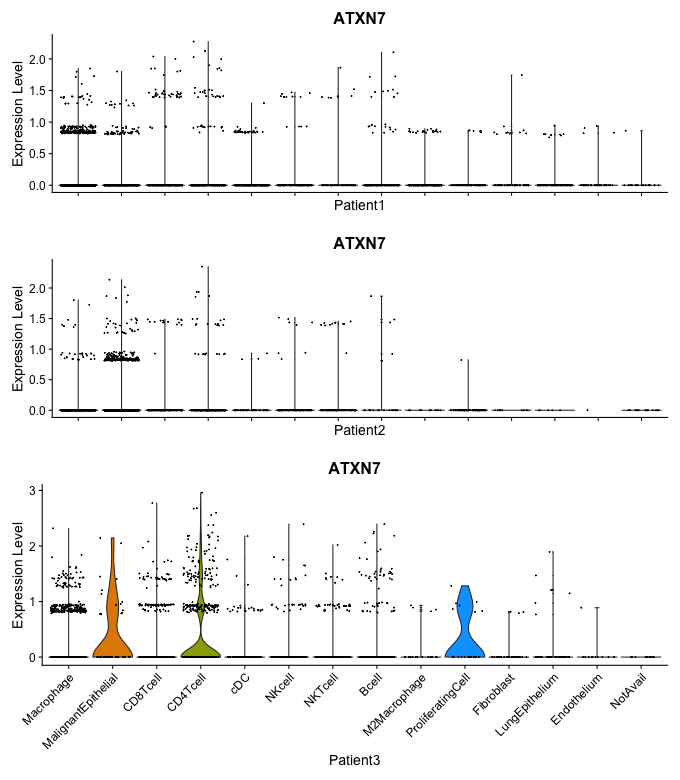 ATXN7
Expression Level
2.0
1.5
1.0
0.5
0.0
Patient1
ATXN7
Expression Level
2.0
1.5
1.0
0.5
0.0
Patient2
ATXN7
Expression Level
3
2
1
0
Macrophage
MalignantEpithelial
CD8Tcell
CD4Tcell
cDC
NKcell
NKTcell
Bcell
M2Macrophage
ProliferatingCell
Fibroblast
LungEpithelium
Endothelium
NotAvail
Patient3